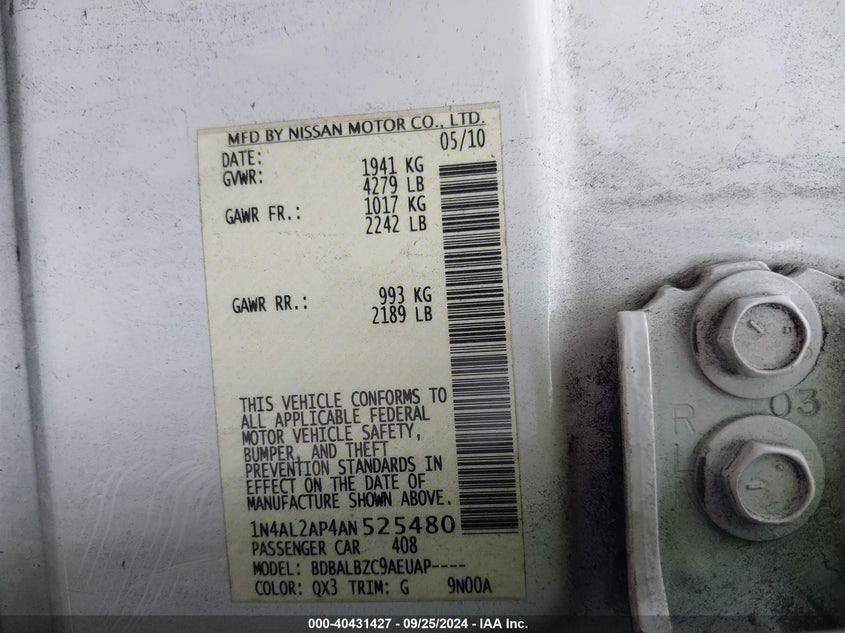 MFD BY NISSAN MOTOR CO., LTD.
DATE: 05/10
GVWR: 1941 KG
4279 LB
GAWR FR.: 1017 KG
2242 LB
GAWR RR.: 993 KG
2189 LB
THIS VEHICLE CONFORMS TO
ALL APPLICABLE FEDERAL
MOTOR VEHICLE SAFETY,
BUMPER, AND THEFT
PREVENTION STANDARDS IN
EFFECT ON THE DATE OF
MANUFACTURE SHOWN ABOVE.
1N4AL2AP4AN525480
PASSENGER CAR 408
MODEL: BDBALBZC9AEUAP----
COLOR: QX3 TRIM: G 9N00A
R 03
L
000-40431427 - 09/25/2024 - IAA Inc.